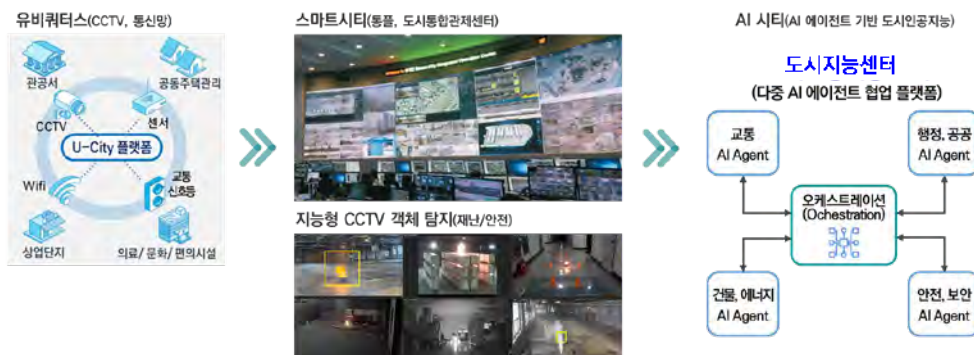 유비쿼터스(CCTV, 통신망)
관공서
공동주택관리
CCTV
센서
U-City 플랫폼
Wifi
교통
신호등
상업단지
의료/ 문화/ 편의시설
스마트시티(통플, 도시통합관제센터)
지능형 CCTV 객체 탐지(재난/안전)
AI 시티(AI 에이전트 기반 도시인공지능)
도시지능센터
(다중 AI 에이전트 협업 플랫폼)
교통
AI Agent
행정, 공공
AI Agent
오케스트레이션
(Ochestration)
건물, 에너지
AI Agent
안전, 보안
AI Agent